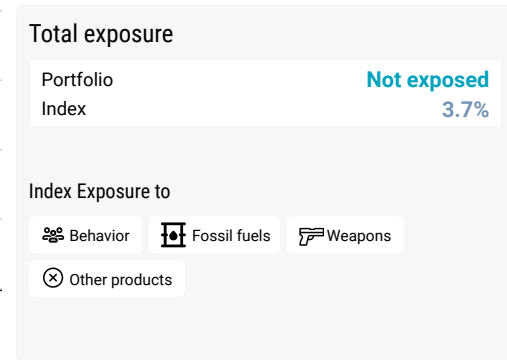 Total exposure
Portfolio Not exposed
Index 3.7%
Index Exposure to
Behavior Fossil fuels Weapons
Other products